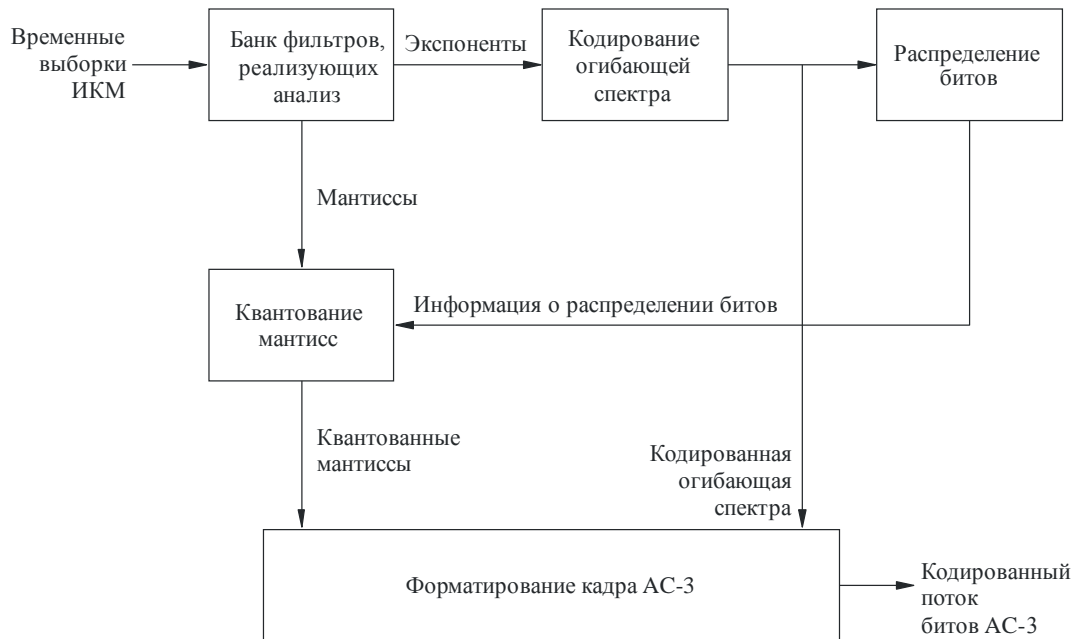 Временные
выборки
ИКМ
Банк фильтров,
реализующих
анализ
Экспоненты
Кодирование
огибающей
спектра
Распределение
битов
Мантиссы
Квантование
мантисс
Информация о распределении битов
Квантованные
мантиссы
Кодированная
огибающая
спектра
Форматирование кадра АС-3
Кодированный
поток
битов АС-3